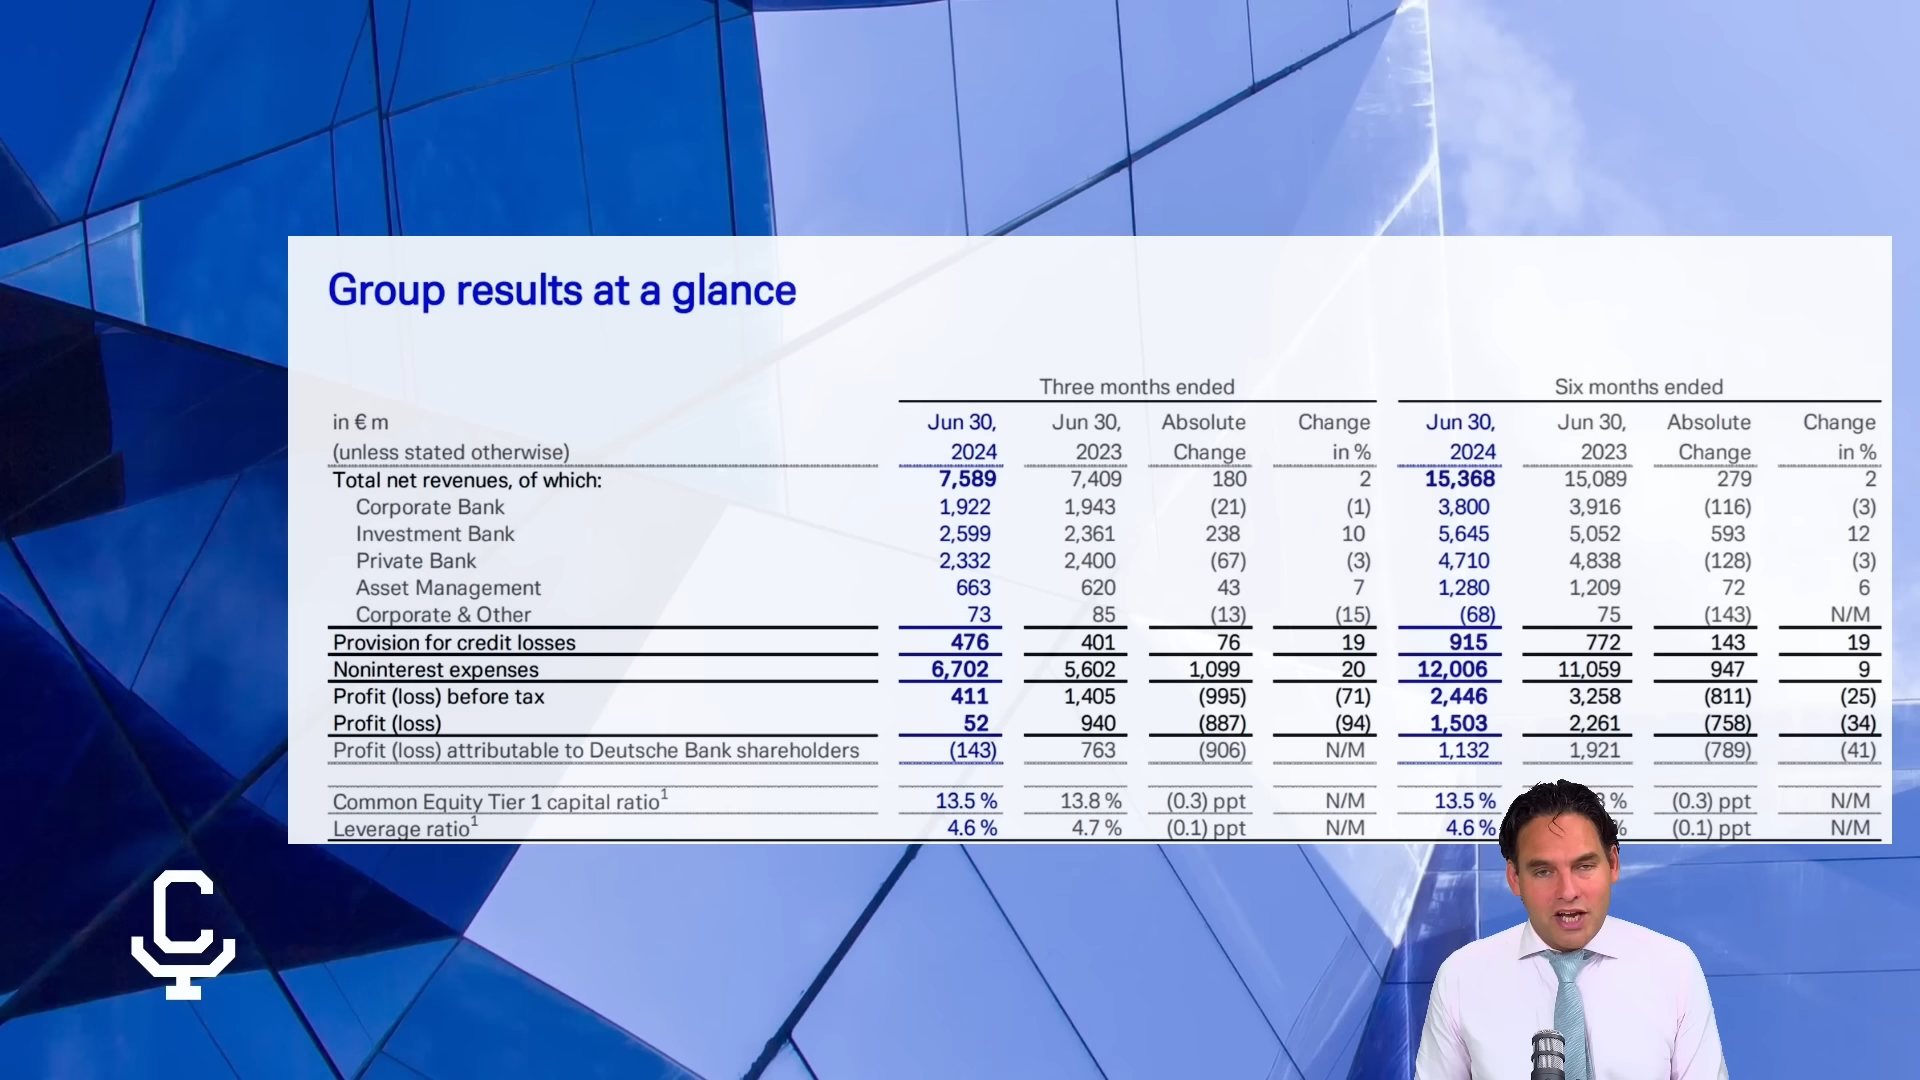 Group results at a glance
Three months ended Six months ended
in € m Jun 30, Jun 30, Absolute Change Jun 30, Jun 30, Absolute Change
(unless stated otherwise) 2024 2023 Change in % 2024 2023 Change in %
Total net revenues, of which: 7,589 7,409 180 2 15,368 15,089 279 2
Corporate Bank 1,922 1,943 (21) (1) 3,800 3,916 (116) (3)
Investment Bank 2,599 2,361 238 10 5,645 5,052 593 12
Private Bank 2,332 2,400 (67) (3) 4,710 4,838 (128) (3)
Asset Management 663 620 43 7 1,280 1,209 72 6
Corporate & Other 73 85 (13) (15) (68) 75 (143) N/M
Provision for credit losses 476 401 76 19 915 772 143 19
Noninterest expenses 6,702 5,602 1,099 20 12,006 11,059 947 9
Profit (loss) before tax 411 1,405 (995) (71) 2,446 3,258 (811) (25)
Profit (loss) 52 940 (887) (94) 1,503 2,261 (758) (34)
Profit (loss) attributable to Deutsche Bank shareholders (143) 763 (906) N/M 1,132 1,921 (789) (41)
Common Equity Tier 1 capital ratio¹ 13.5 % 13.8 % (0.3) ppt N/M 13.5 % % (0.3) ppt N/M
Leverage ratio¹ 4.6 % 4.7 % (0.1) ppt N/M 4.6 % % (0.1) ppt N/M